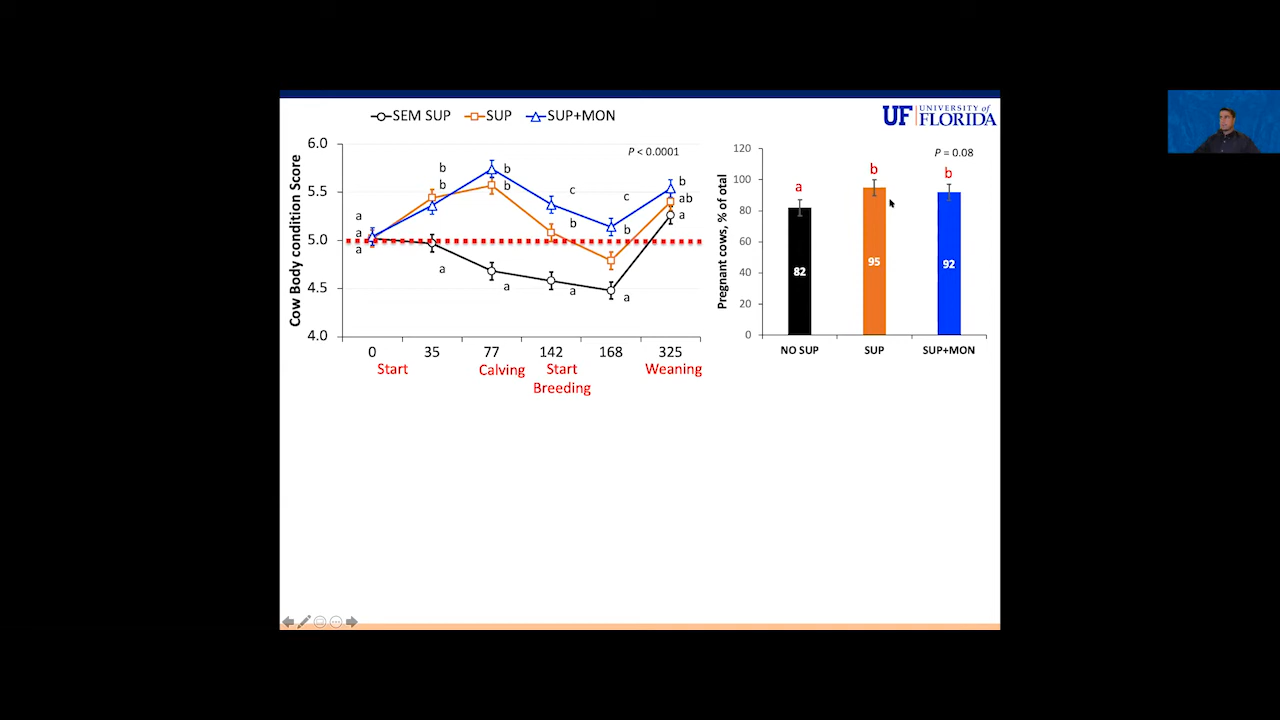 SEM SUP SUP SUP+MON
UF UNIVERSITY of
FLORIDA
Cow Body condition Score
6.0
5.5
5.0
4.5
4.0
P < 0.0001
a
a
a
b
b
a
b
b
a
c
b
a
c
b
a
b
ab
a
0 35 77 142 168 325
Start Calving Start Weaning
Breeding
Pregnant cows, % of otal
120
100
80
60
40
20
0
P = 0.08
a
b
b
82
95
92
NO SUP SUP SUP+MON